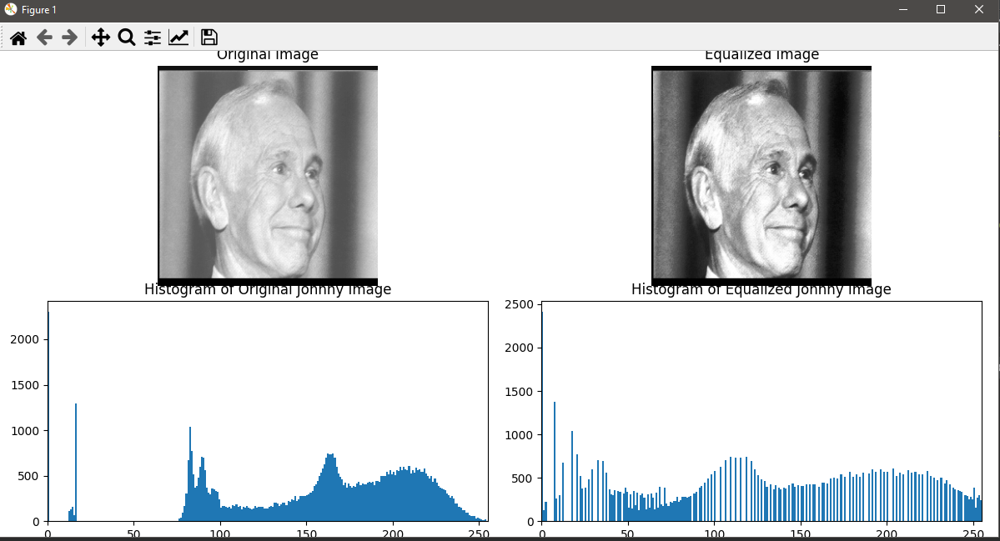 Figure 1
Original Image
Equalized Image
Histogram of Original Johnny Image
Histogram of Equalized Johnny Image
2000
1500
1000
500
0
0 50 100 150 200 250
2500
2000
1500
1000
500
0
0 50 100 150 200 250